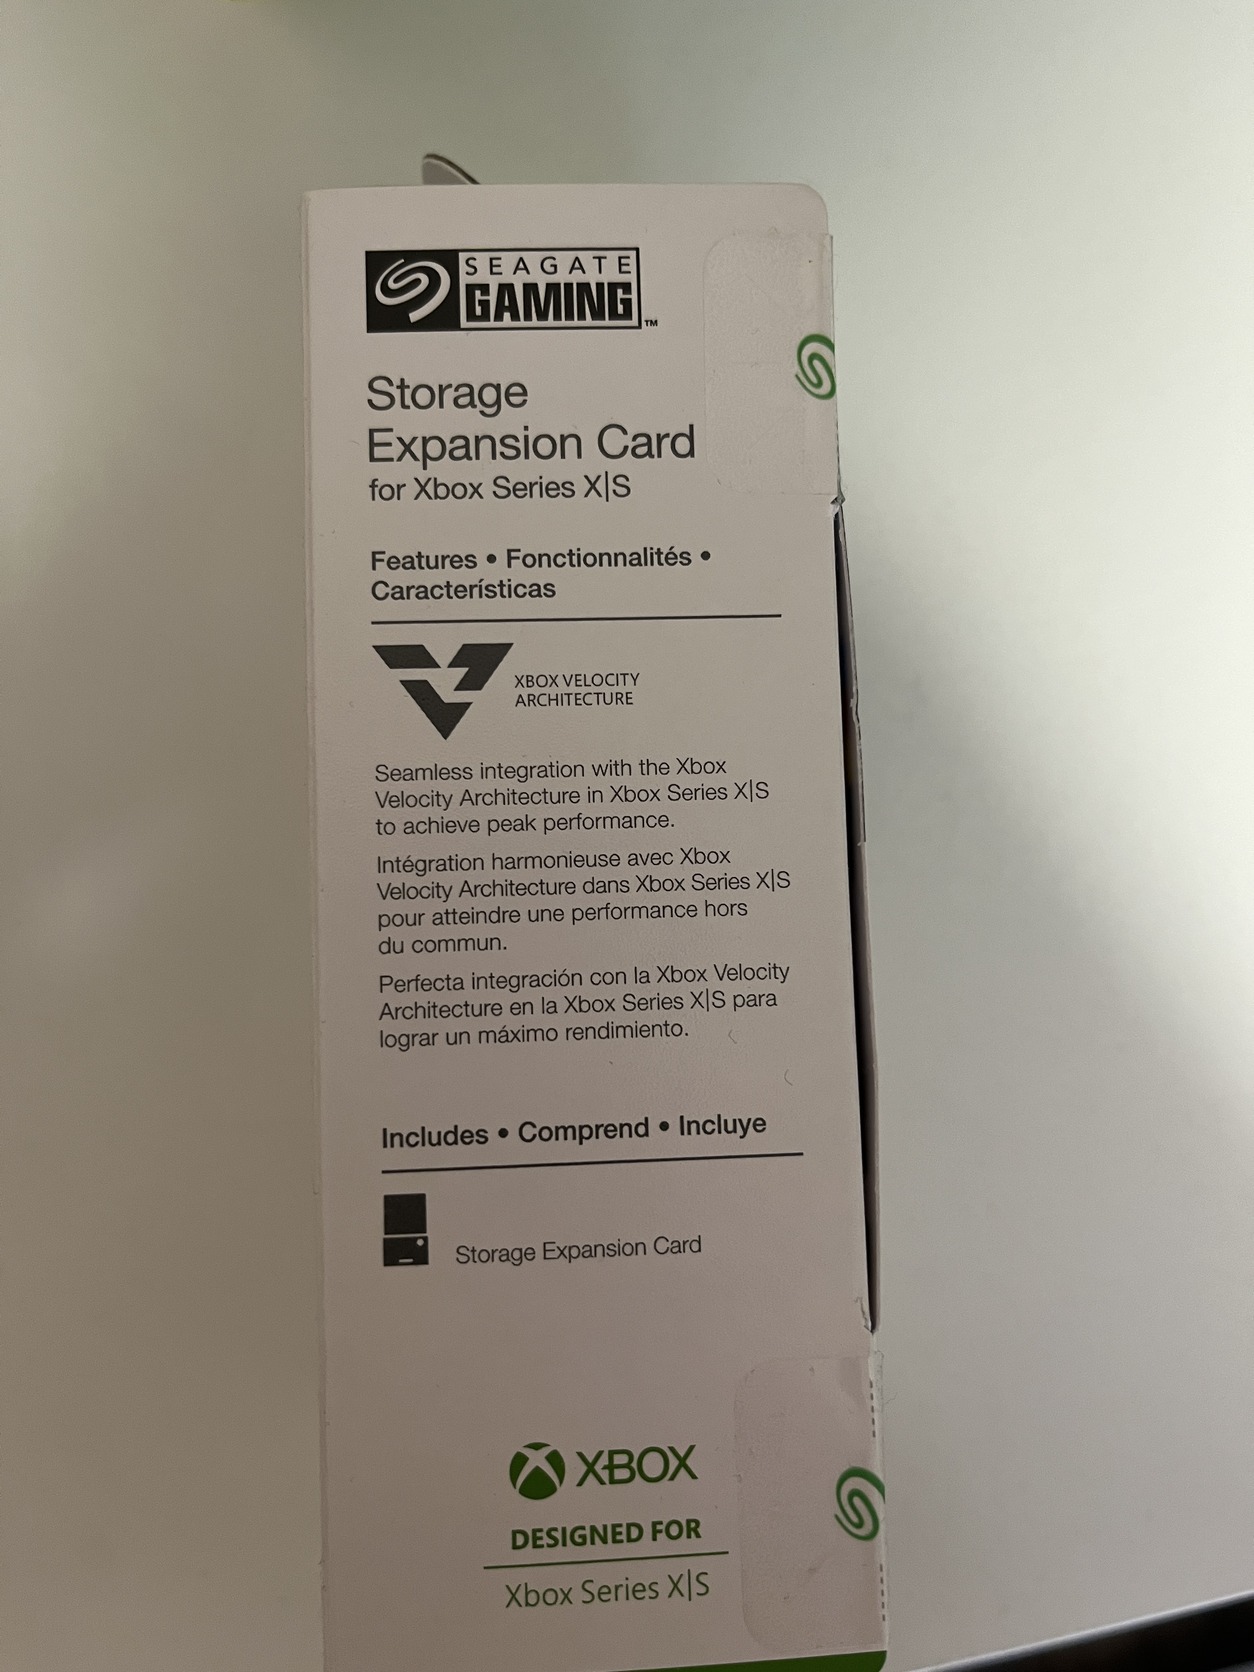 SEAGATE
GAMING™
Storage
Expansion Card
for Xbox Series X|S
Features • Fonctionnalités •
Características
XBOX VELOCITY
ARCHITECTURE
Seamless integration with the Xbox
Velocity Architecture in Xbox Series X|S
to achieve peak performance.
Intégration harmonieuse avec Xbox
Velocity Architecture dans Xbox Series X|S
pour atteindre une performance hors
du commun.
Perfecta integración con la Xbox Velocity
Architecture en la Xbox Series X|S para
lograr un máximo rendimiento.
Includes • Comprend • Incluye
Storage Expansion Card
XBOX
DESIGNED FOR
Xbox Series X|S